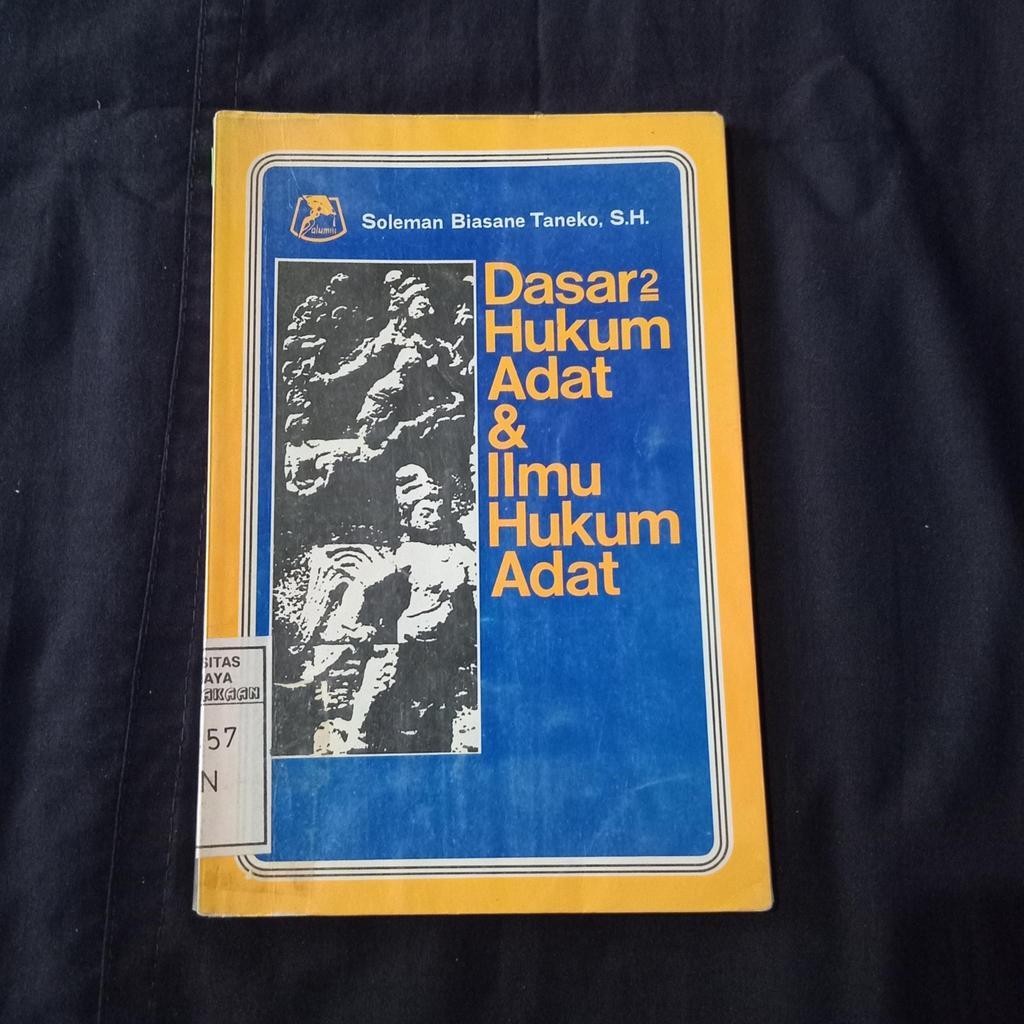 alumni
Soleman Biasane Taneko, S.H.
Dasar2
Hukum
Adat
&
Ilmu
Hukum
Adat
SITAS
AYA
AKAAN
57
N